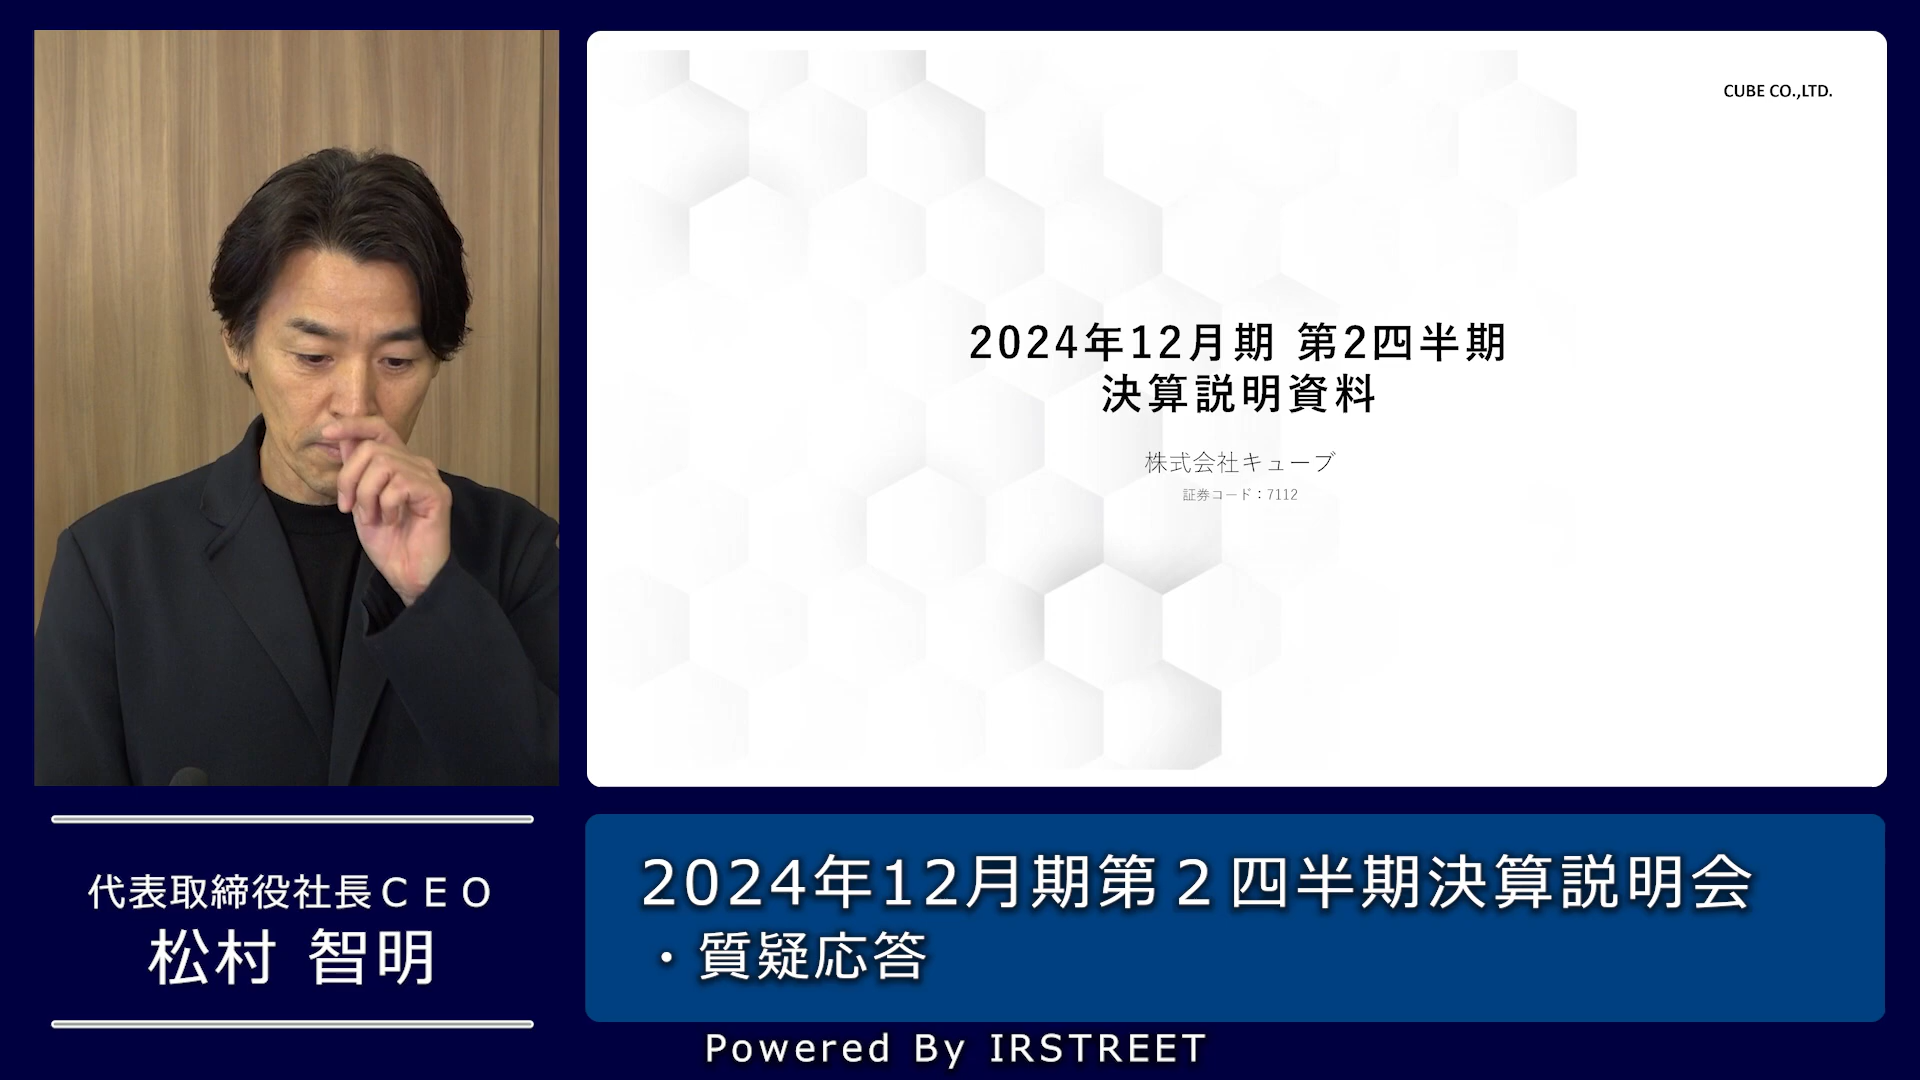 CUBE CO.,LTD.
2024年12月期 第2四半期
決算説明資料
株式会社キューブ
証券コード：7112
代表取締役社長ＣＥＯ
松村 智明
2024年12月期第２四半期決算説明会
・質疑応答
Powered By IRSTREET